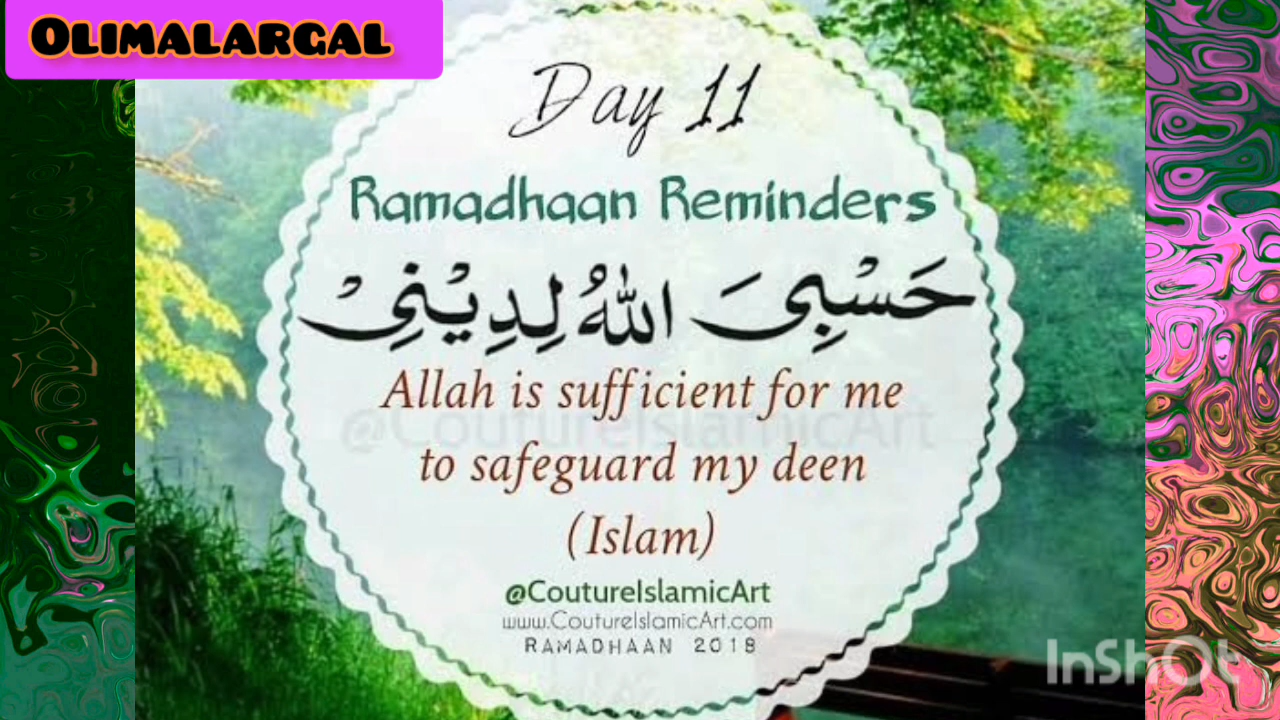 OLIMALARGAL
Day 11
Ramadhaan Reminders
حَسْبِیَ اللّٰهُ لِدِیْنِیْ
Allah is sufficient for me
@CoutureIslamicArt
to safeguard my deen
(Islam)
@CoutureIslamicArt
www.CoutureIslamicArt.com
RAMADHAAN 2018
InShOt